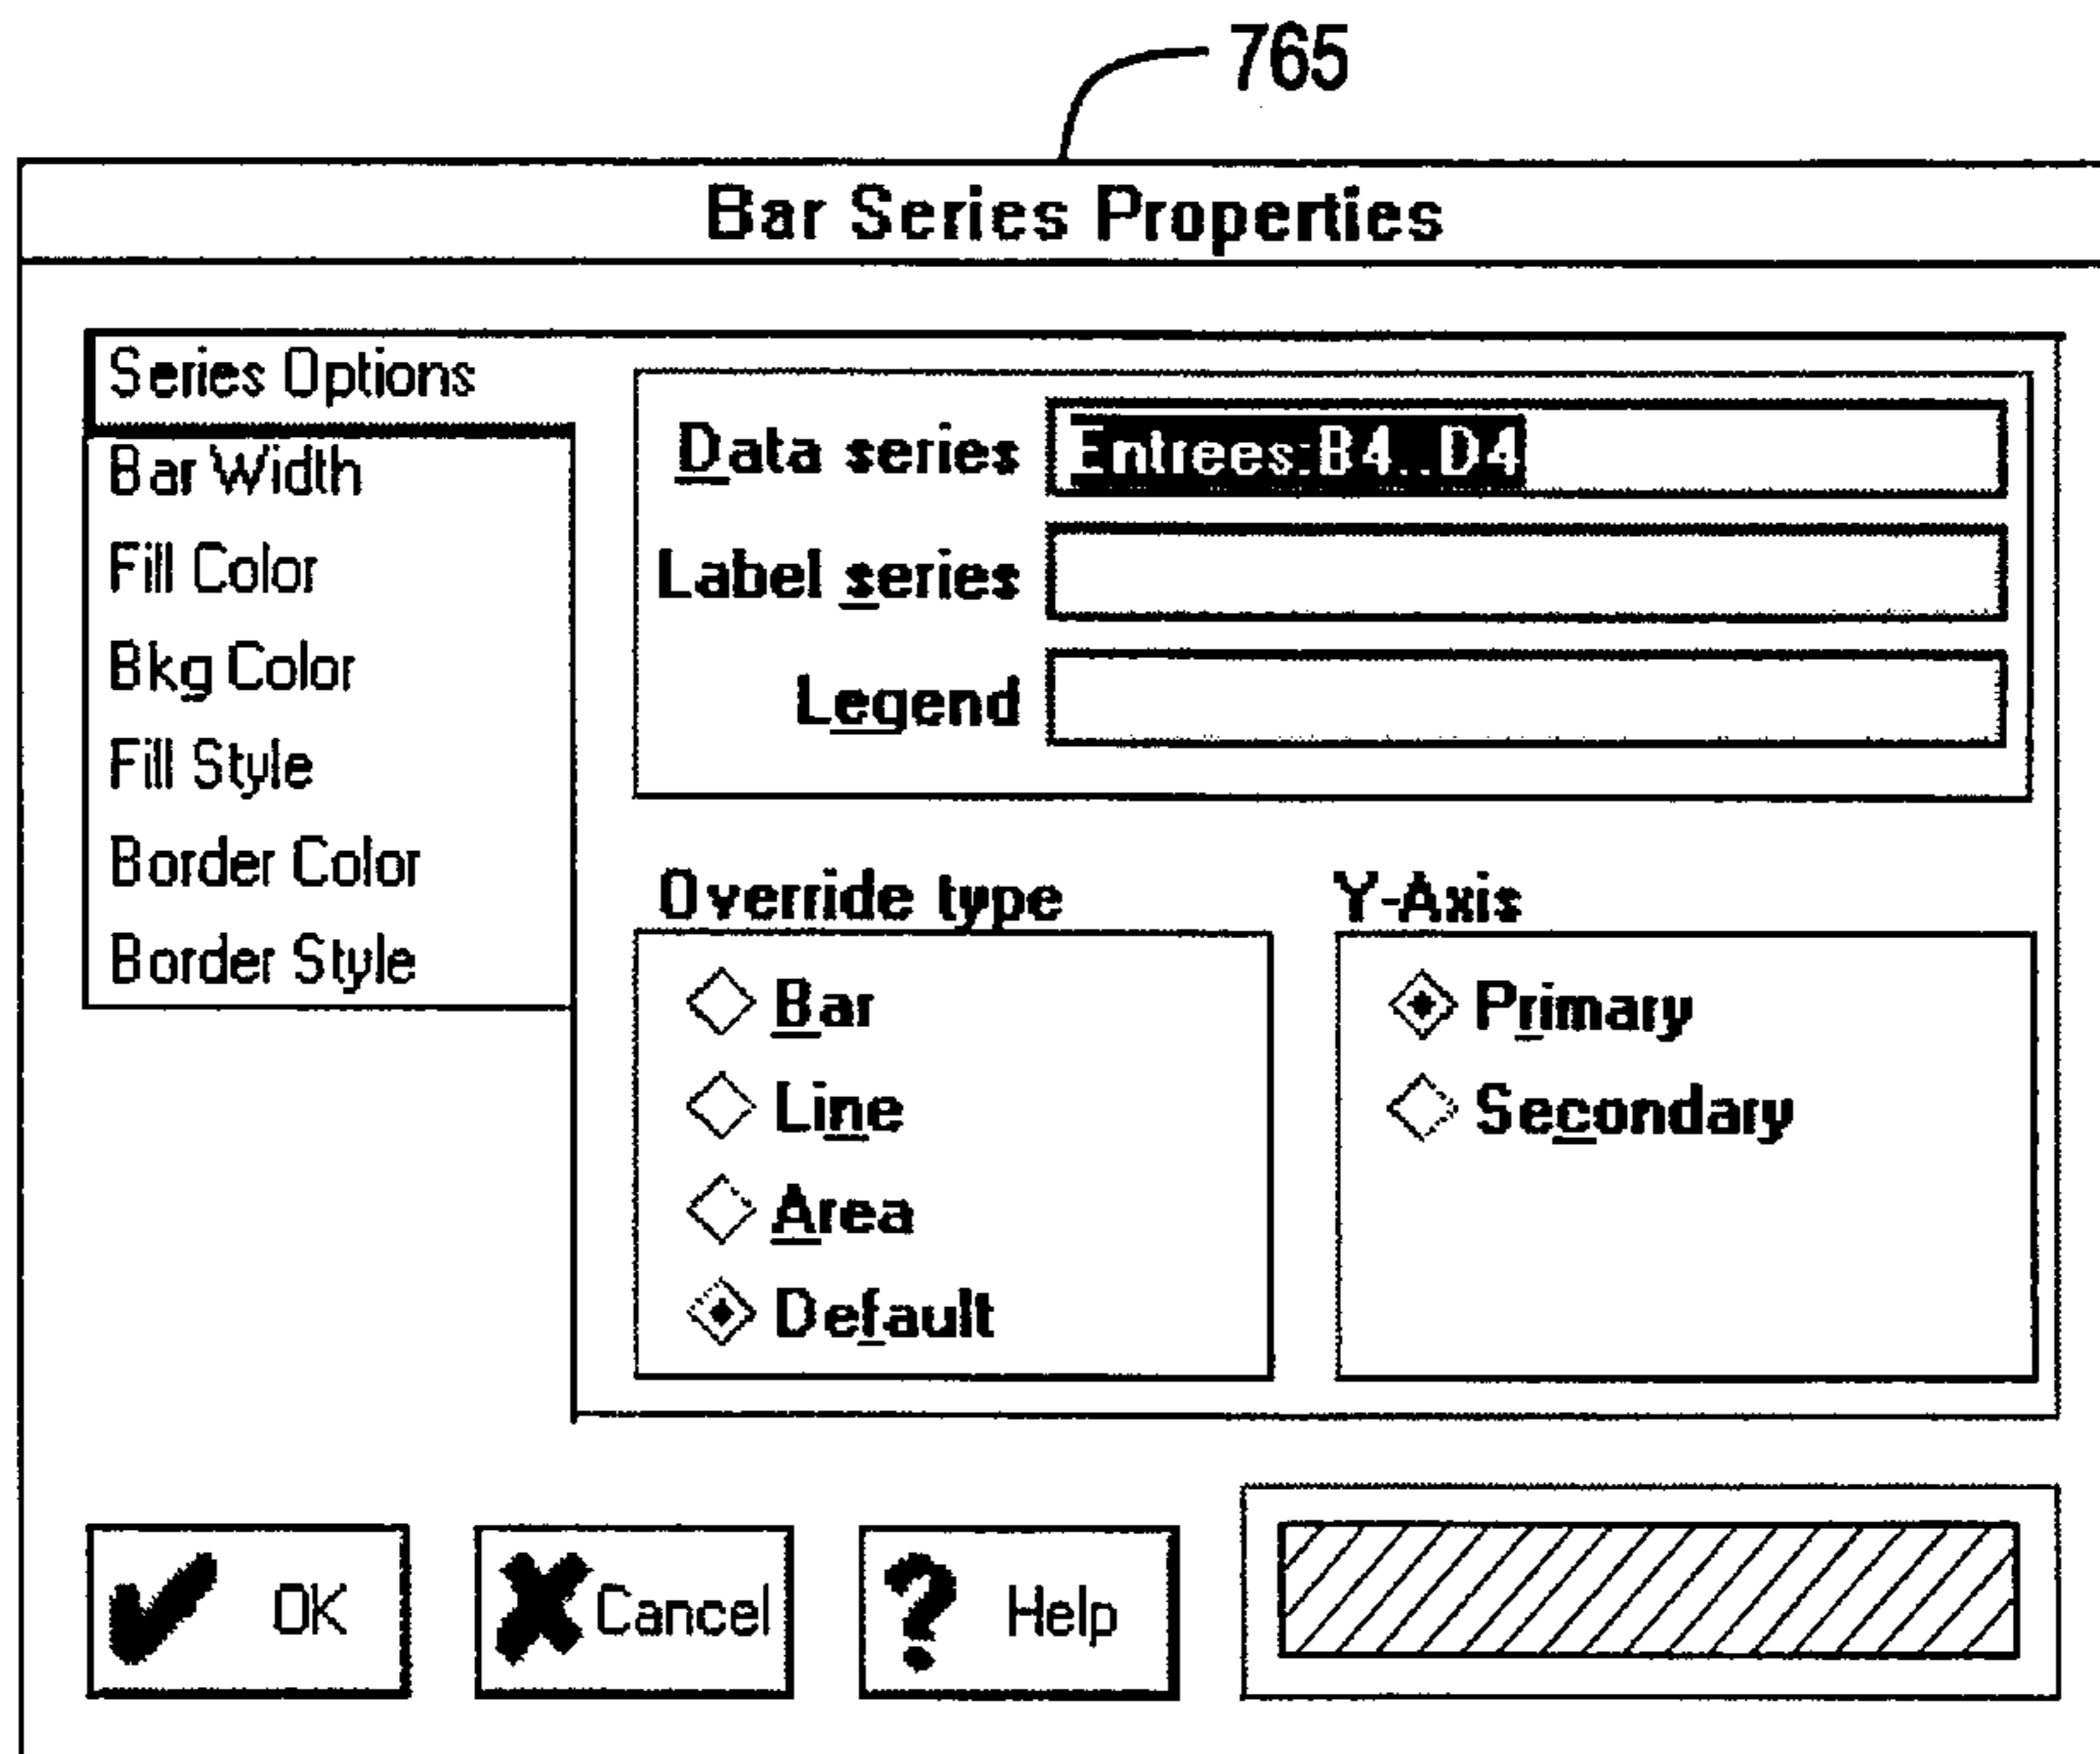 765
Bar Series Properties
Series Options
Bar Width
Fill Color
Bkg Color
Fill Style
Border Color
Border Style
Data series Entrees:B4..D4
Label series
Legend
Override type
Bar
Line
Area
Default
Y-Axis
Primary
Secondary
OK
Cancel
Help